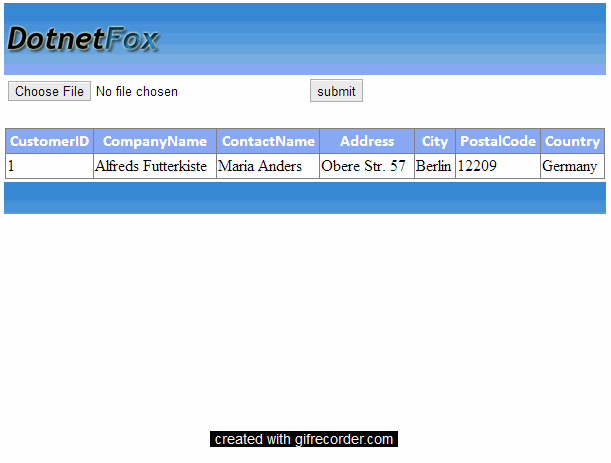 DotnetFox
Choose File No file chosen submit
CustomerID CompanyName ContactName Address City PostalCode Country
1 Alfreds Futterkiste Maria Anders Obere Str. 57 Berlin 12209 Germany
created with gifrecorder.com